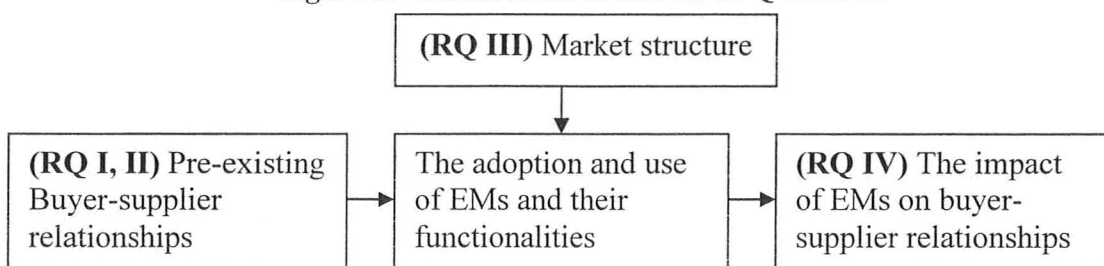 (RQ III) Market structure
(RQ I, II) Pre-existing
Buyer-supplier
relationships
The adoption and use
of EMs and their
functionalities
(RQ IV) The impact
of EMs on buyer-
supplier relationships